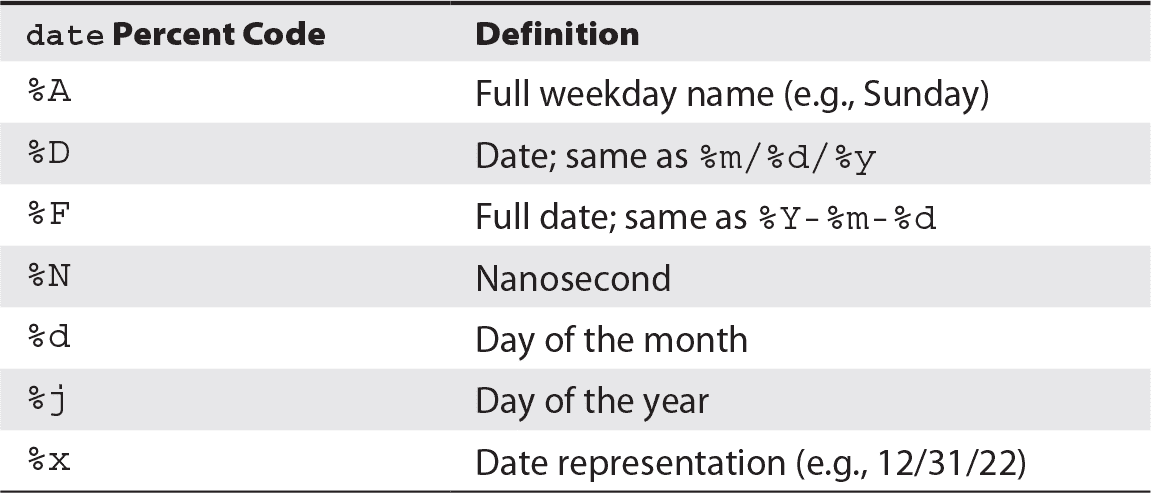 date Percent Code Definition
%A Full weekday name (e.g., Sunday)
%D Date; same as %m/%d/%y
%F Full date; same as %Y-%m-%d
%N Nanosecond
%d Day of the month
%j Day of the year
%x Date representation (e.g., 12/31/22)